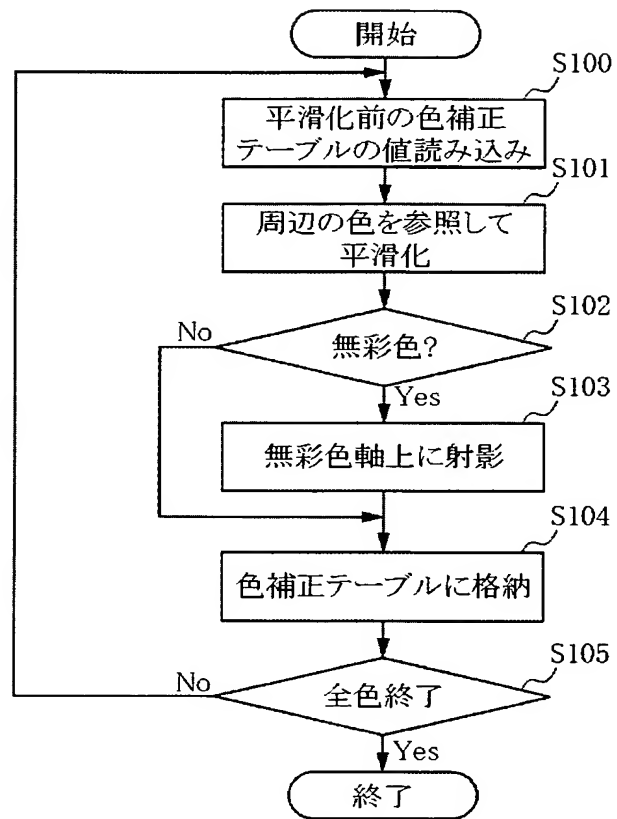 開始
S100
平滑化前の色補正
テーブルの値読み込み
S101
周辺の色を参照して
平滑化
S102
No
無彩色?
Yes
S103
無彩色軸上に射影
S104
色補正テーブルに格納
S105
No
全色終了
Yes
終了